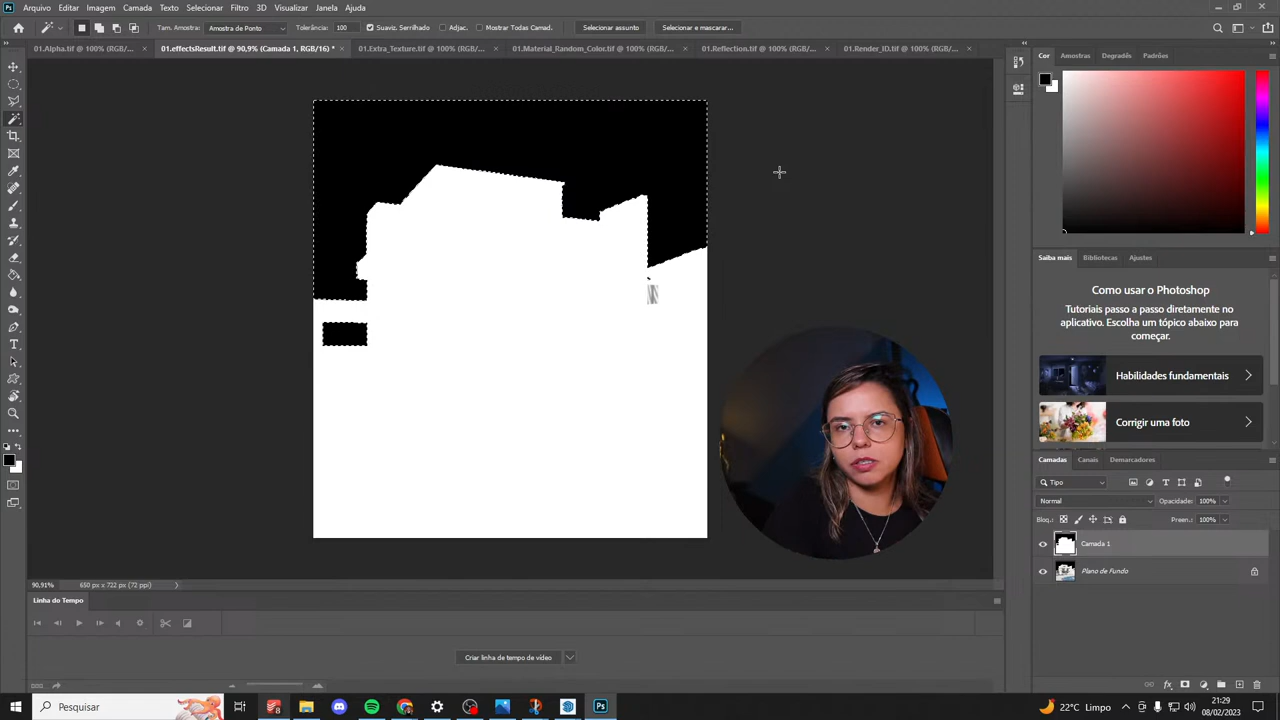 Arquivo Editar Imagem Camada Texto Selecionar Filtro 3D Visualizar Janela Ajuda
Tam. Amostra: Amostra de Ponto Tolerância: 100 Suaviz. Serrilhado Adjac. Mostrar Todas Camad. Selecionar assunto Selecionar e mascarar...
01.Alpha.tif @ 100% (RGB/... × 01.effectsResult.tif @ 90,9% (Camada 1, RGB/16) * × 01.Extra_Texture.tif @ 100% (RGB/... × 01.Material_Random_Color.tif @ 100% (RGB/... × 01.Reflection.tif @ 100% (RGB/... × 01.Render_ID.tif @ 100% (RGB/... ×
Cor Amostras Degradês Padrões
Saiba mais Bibliotecas Ajustes
Como usar o Photoshop
Tutoriais passo a passo diretamente no
aplicativo. Escolha um tópico abaixo para
começar.
Habilidades fundamentais
Corrigir uma foto
Camadas Canais Demarcadores
Tipo
Normal Opacidade: 100%
Bloq.: Preen.: 100%
Camada 1
Plano de Fundo
90,91% 650 px x 722 px (72 ppi)
Linha do Tempo
Criar linha de tempo de vídeo
Pesquisar
Ps
22°C Limpo
21:29
08/02/2023